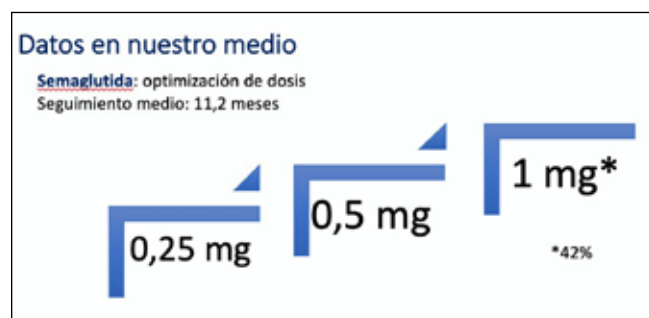 Datos en nuestro medio
Semaglutida: optimización de dosis
Seguimiento medio: 11,2 meses
0,25 mg
0,5 mg
1 mg*
*42%